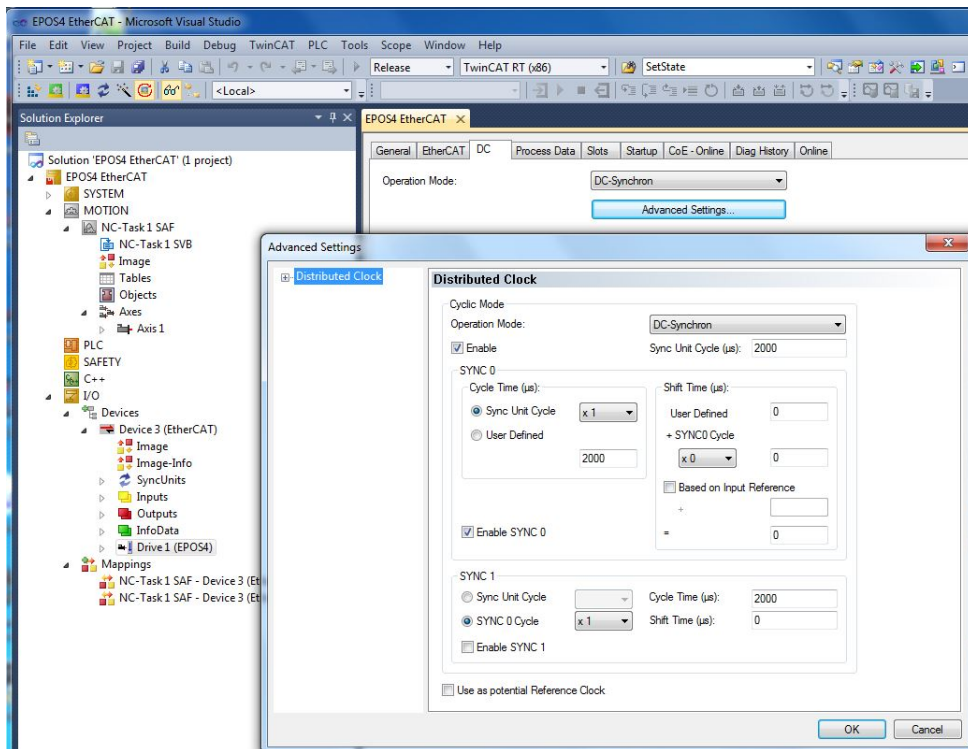 EPOS4 EtherCAT - Microsoft Visual Studio
File Edit View Project Build Debug TwinCAT PLC Tools Scope Window Help
Release TwinCAT RT (x86) SetState
<Local>
Solution Explorer
EPOS4 EtherCAT
Solution 'EPOS4 EtherCAT' (1 project)
EPOS4 EtherCAT
SYSTEM
MOTION
NC-Task 1 SAF
NC-Task 1 SVB
Image
Tables
Objects
Axes
Axis 1
PLC
SAFETY
C++
I/O
Devices
Device 3 (EtherCAT)
Image
Image-Info
SyncUnits
Inputs
Outputs
InfoData
Drive 1 (EPOS4)
Mappings
NC-Task 1 SAF - Device 3 (Et
NC-Task 1 SAF - Device 3 (Et
General EtherCAT DC Process Data Slots Startup CoE - Online Diag History Online
Operation Mode: DC-Synchron
Advanced Settings...
Advanced Settings
Distributed Clock
Distributed Clock
Cyclic Mode
Operation Mode: DC-Synchron
Enable Sync Unit Cycle (µs): 2000
SYNC 0
Cycle Time (µs): Shift Time (µs):
Sync Unit Cycle x 1 User Defined 0
User Defined + SYNC0 Cycle
2000 x 0 0
Based on Input Reference
+
Enable SYNC 0 = 0
SYNC 1
Sync Unit Cycle Cycle Time (µs): 2000
SYNC 0 Cycle x 1 Shift Time (µs): 0
Enable SYNC 1
Use as potential Reference Clock
OK Cancel